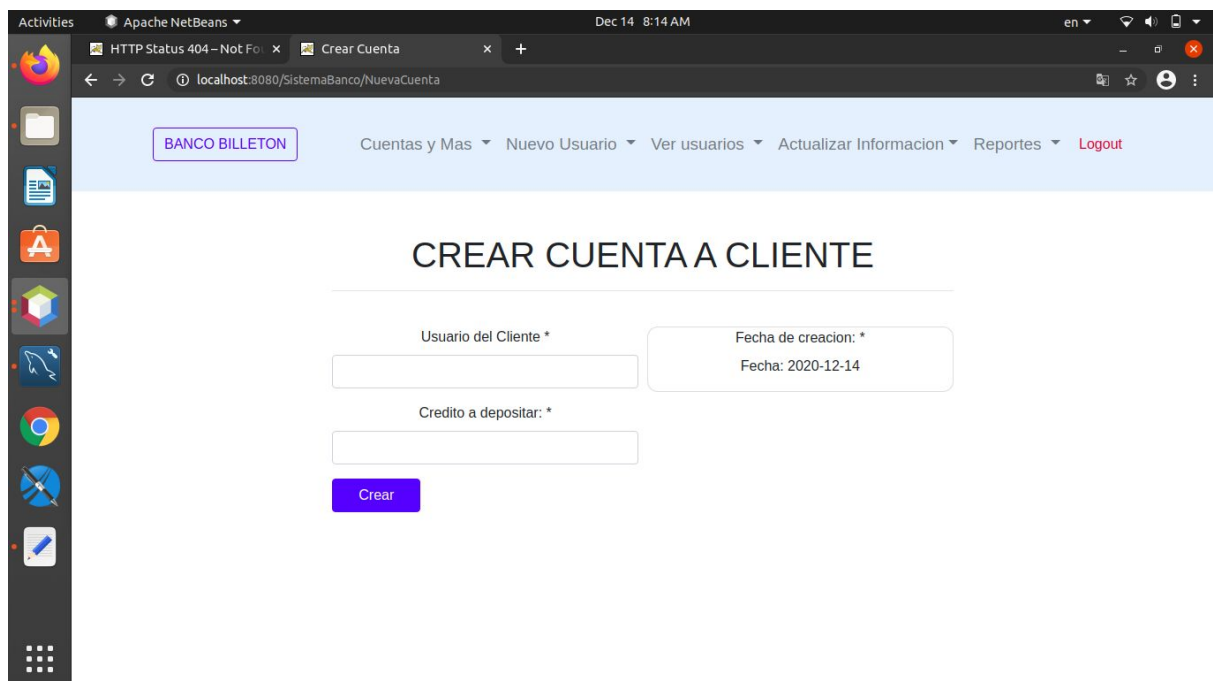 Activities Apache NetBeans Dec 14 8:14 AM en
HTTP Status 404 – Not Fou Crear Cuenta
localhost:8080/SistemaBanco/NuevaCuenta
BANCO BILLETON Cuentas y Mas Nuevo Usuario Ver usuarios Actualizar Informacion Reportes Logout
CREAR CUENTA A CLIENTE
Usuario del Cliente *
Fecha de creacion: *
Fecha: 2020-12-14
Credito a depositar: *
Crear